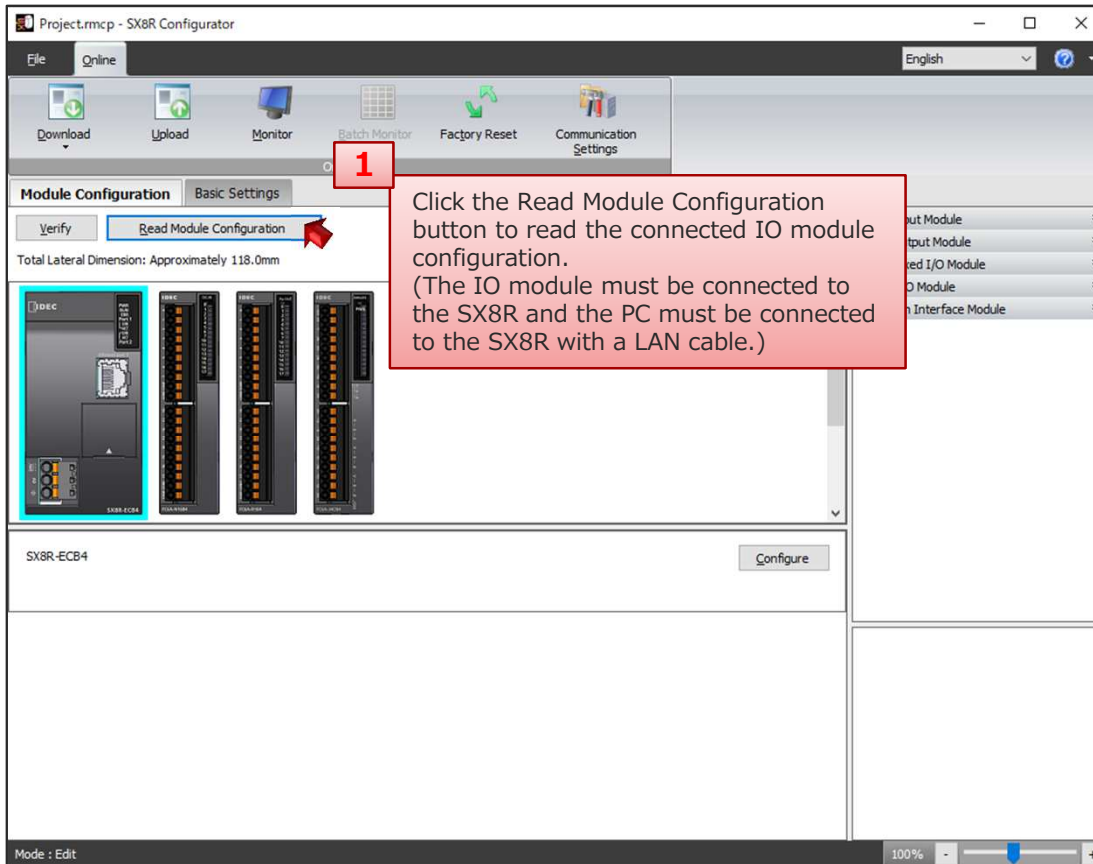 Project.rmcp - SX8R Configurator
File Online
English
Download Upload Monitor Batch Monitor Factory Reset Communication
Settings
1
Module Configuration Basic Settings
Verify Read Module Configuration
Total Lateral Dimension: Approximately 118.0mm
Click the Read Module Configuration
button to read the connected IO module
configuration.
(The IO module must be connected to
the SX8R and the PC must be connected
to the SX8R with a LAN cable.)
Module
Module
I/O Module
Module
Interface Module
IDEC
IDEC
IDEC
IDEC
SX8R-ECB4
SX8R-ECB4
Configure
Mode : Edit
100% - +